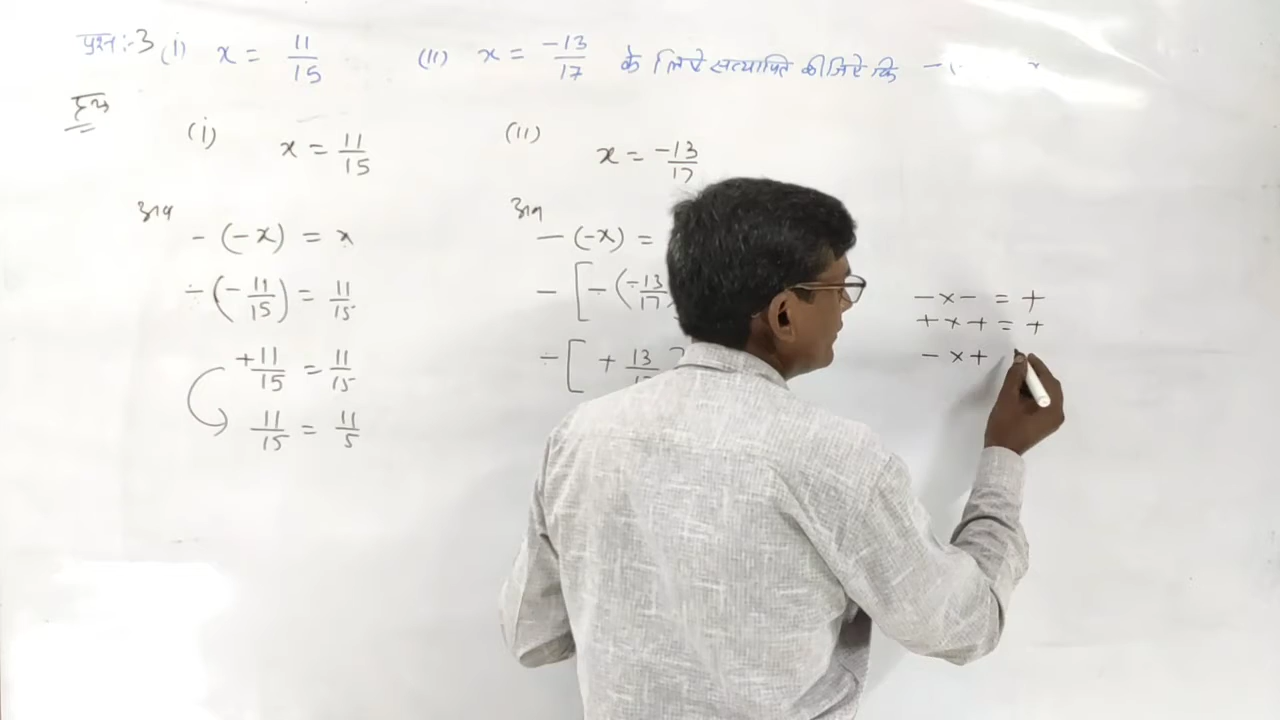 प्रश्न:-3 (i) x = 11/15 (ii) x = -13/17 के लिए सत्यापित कीजिए कि -(
हल
(i) x = 11/15
(ii) x = -13/17
अब
-(-x) = x
-(-11/15) = 11/15
+11/15 = 11/15
11/15 = 11/5
अब
-(-x) =
-[-(-13/17)
-[+ 13
- × - = +
+ × + = +
- × +